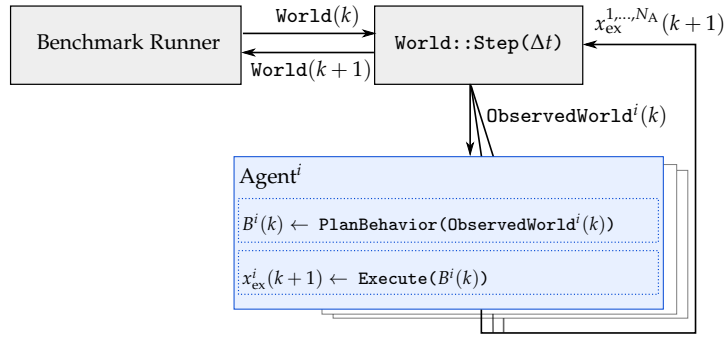 World(k)
x_ex^{1,…,N_A}(k+1)
Benchmark Runner
World::Step(Δt)
World(k+1)
ObservedWorld^i(k)
Agent^i
B^i(k) ← PlanBehavior(ObservedWorld^i(k))
x_ex^i(k+1) ← Execute(B^i(k))